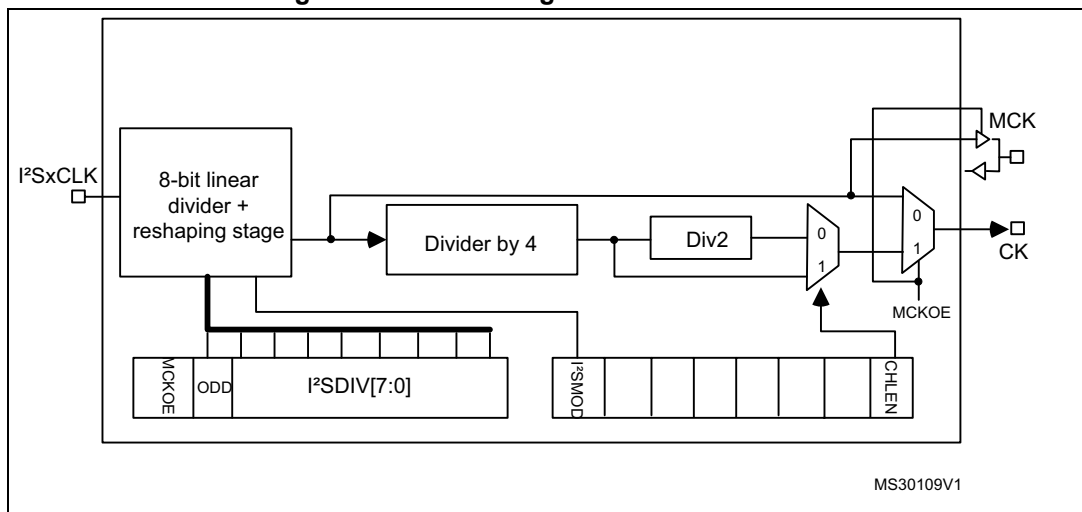 MCK
I²SxCLK
8-bit linear
divider +
reshaping stage
0
Divider by 4
Div2
0
1
1
CK
MCKOE
MCKOE
ODD
I²SDIV[7:0]
I²SMOD
CHLEN
MS30109V1